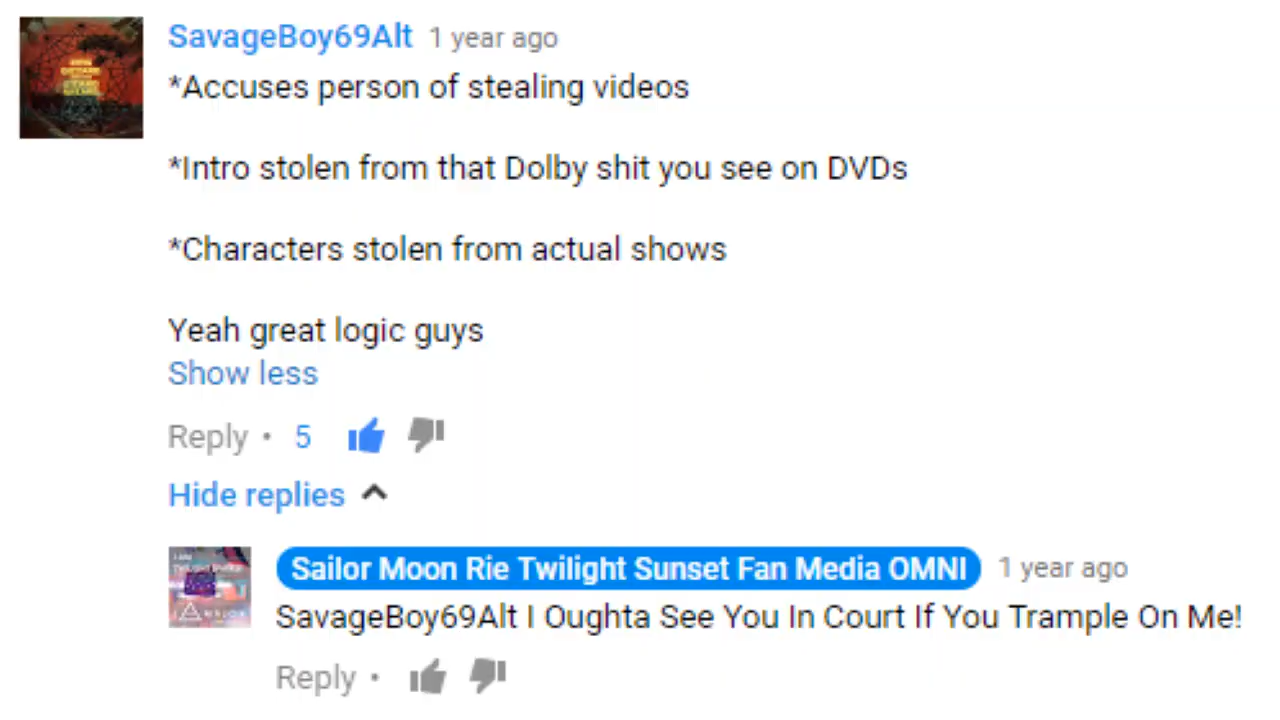 SavageBoy69Alt 1 year ago
*Accuses person of stealing videos
*Intro stolen from that Dolby shit you see on DVDs
*Characters stolen from actual shows
Yeah great logic guys
Show less
Reply • 5
Hide replies
Sailor Moon Rie Twilight Sunset Fan Media OMNI 1 year ago
SavageBoy69Alt I Oughta See You In Court If You Trample On Me!
Reply •